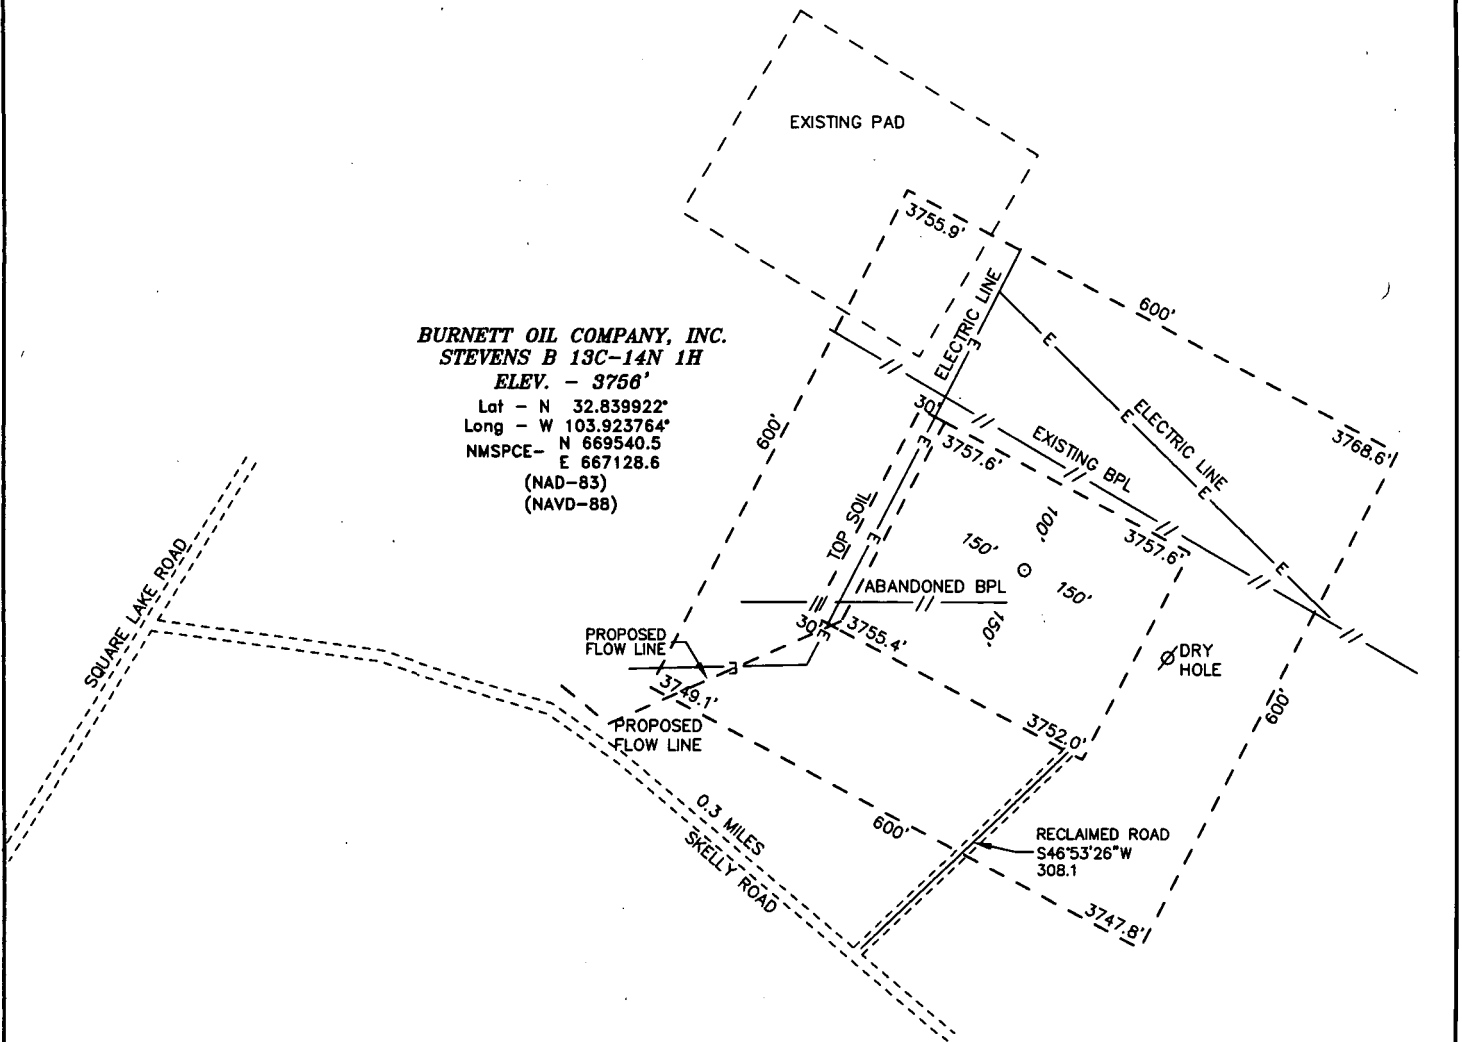 EXISTING PAD
3755.9'
ELECTRIC LINE
E
600'
E
BURNETT OIL COMPANY, INC.
STEVENS B 13C-14N 1H
ELEV. - 3756'
Lat - N 32.839922°
Long - W 103.923764°
NMSPCE- N 669540.5
E 667128.6
(NAD-83)
(NAVD-88)
600'
30'
E
3757.6'
EXISTING BPL
E
ELECTRIC LINE
E
3768.6'
TOP SOIL
E
150'
100'
3757.6'
150'
150'
E
ABANDONED BPL
SQUARE LAKE ROAD
PROPOSED
FLOW LINE
30'
E
3755.4'
DRY
HOLE
E
3749.1'
PROPOSED
FLOW LINE
3752.0'
600'
0.3 MILES
SKELLY ROAD
600'
RECLAIMED ROAD
S46°53'26"W
308.1
3747.8'